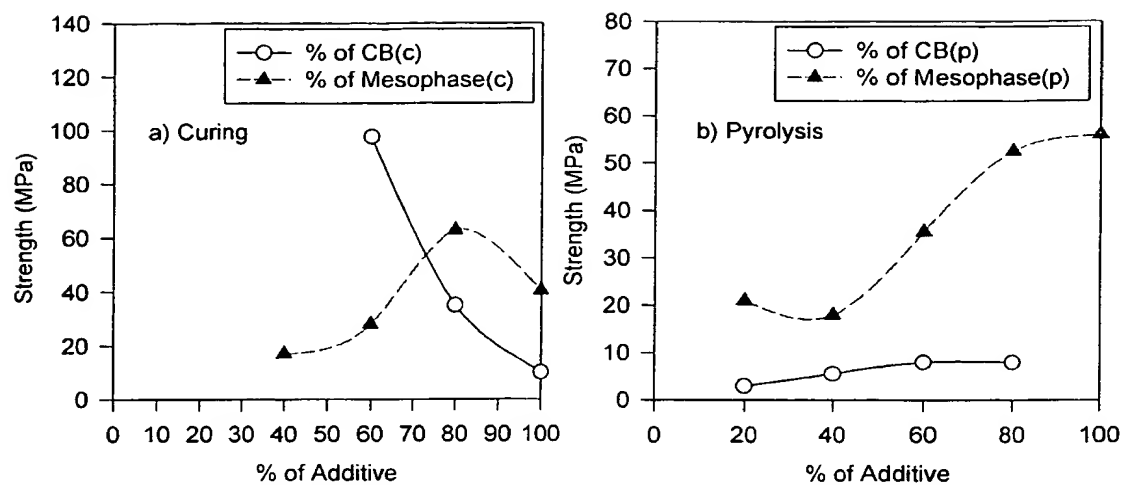 140
120
100
80
60
40
20
0
Strength (MPa)
% of CB(c)
% of Mesophase(c)
a) Curing
0 10 20 30 40 50 60 70 80 90 100
% of Additive
80
70
60
50
40
30
20
10
0
Strength (MPa)
% of CB(p)
% of Mesophase(p)
b) Pyrolysis
0 20 40 60 80 100
% of Additive